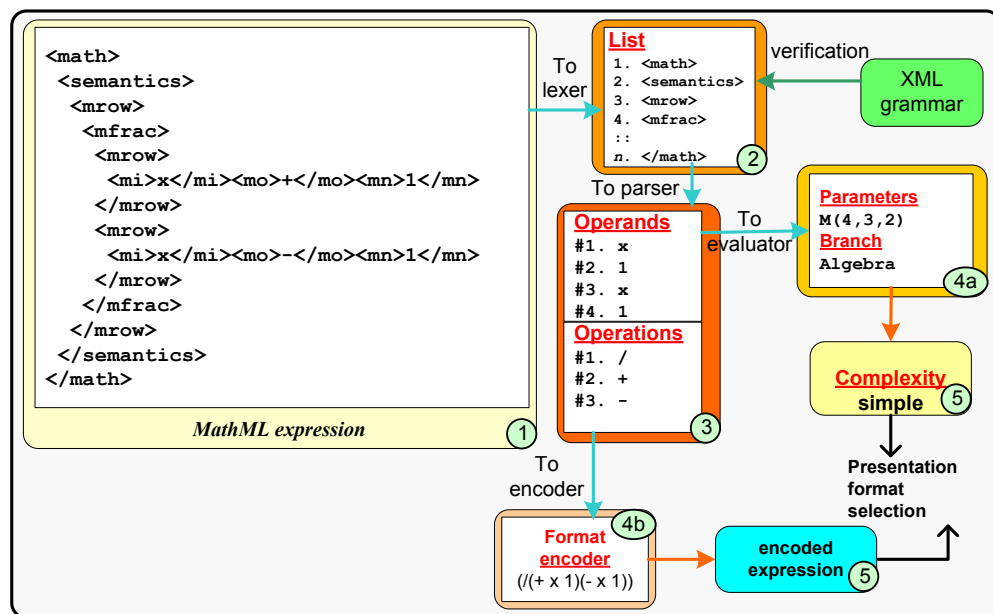 <math>
<semantics>
<mrow>
<mfrac>
<mrow>
<mi>x</mi><mo>+</mo><mn>1</mn>
</mrow>
<mrow>
<mi>x</mi><mo>-</mo><mn>1</mn>
</mrow>
</mfrac>
</mrow>
</semantics>
</math>
MathML expression
1
To
lexer
List
1. <math>
2. <semantics>
3. <mrow>
4. <mfrac>
::
n. </math>
2
verification
XML
grammar
To parser
Operands
#1. x
#2. 1
#3. x
#4. 1
Operations
#1. /
#2. +
#3. -
3
To
evaluator
Parameters
M(4,3,2)
Branch
Algebra
4a
Complexity
simple
5
Presentation
format
selection
To
encoder
4b
Format
encoder
(/(+ x 1)(- x 1))
encoded
expression
5